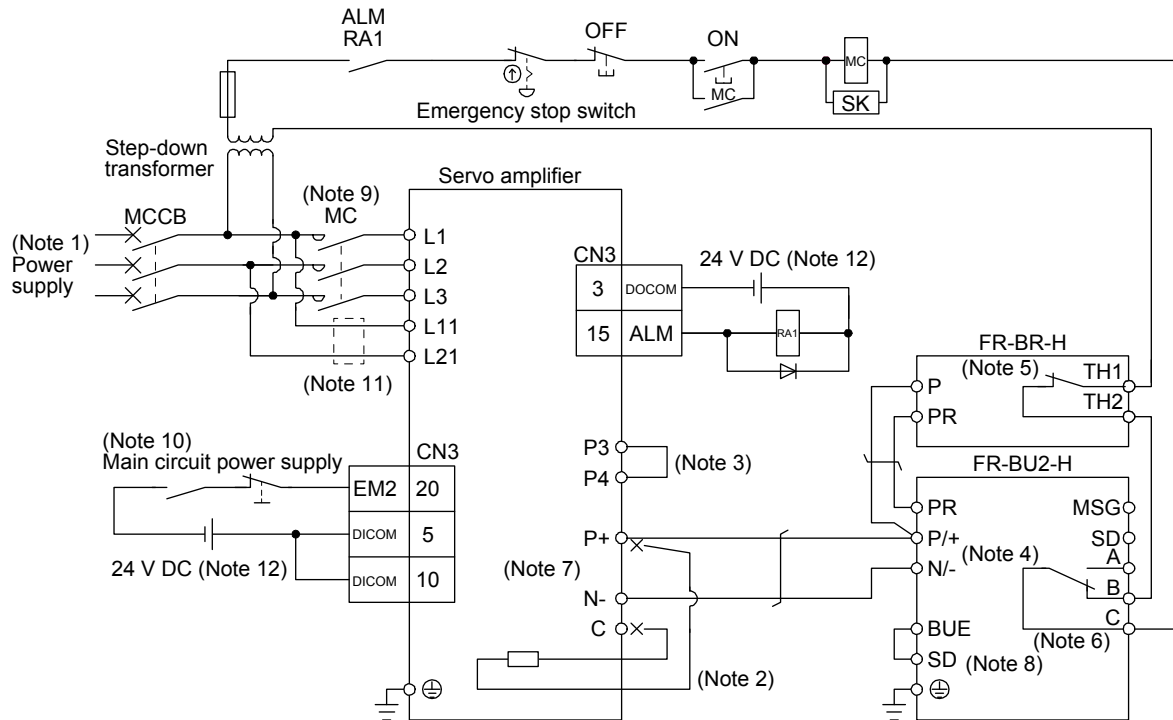 ALM
RA1
OFF
ON
MC
SK
MC
Emergency stop switch
Step-down
transformer
Servo amplifier
(Note 9)
MC
MCCB
(Note 1)
Power
supply
L1
L2
L3
L11
L21
(Note 11)
CN3
3 DOCOM
15 ALM
24 V DC (Note 12)
RA1
FR-BR-H
(Note 5)
P
PR
TH1
TH2
(Note 10)
Main circuit power supply
CN3
EM2 20
DICOM 5
DICOM 10
24 V DC (Note 12)
P3
P4
(Note 3)
P+
(Note 7)
N-
C
(Note 2)
FR-BU2-H
PR
P/+
N/-
(Note 4)
MSG
SD
A
B
C
BUE
SD
(Note 6)
(Note 8)